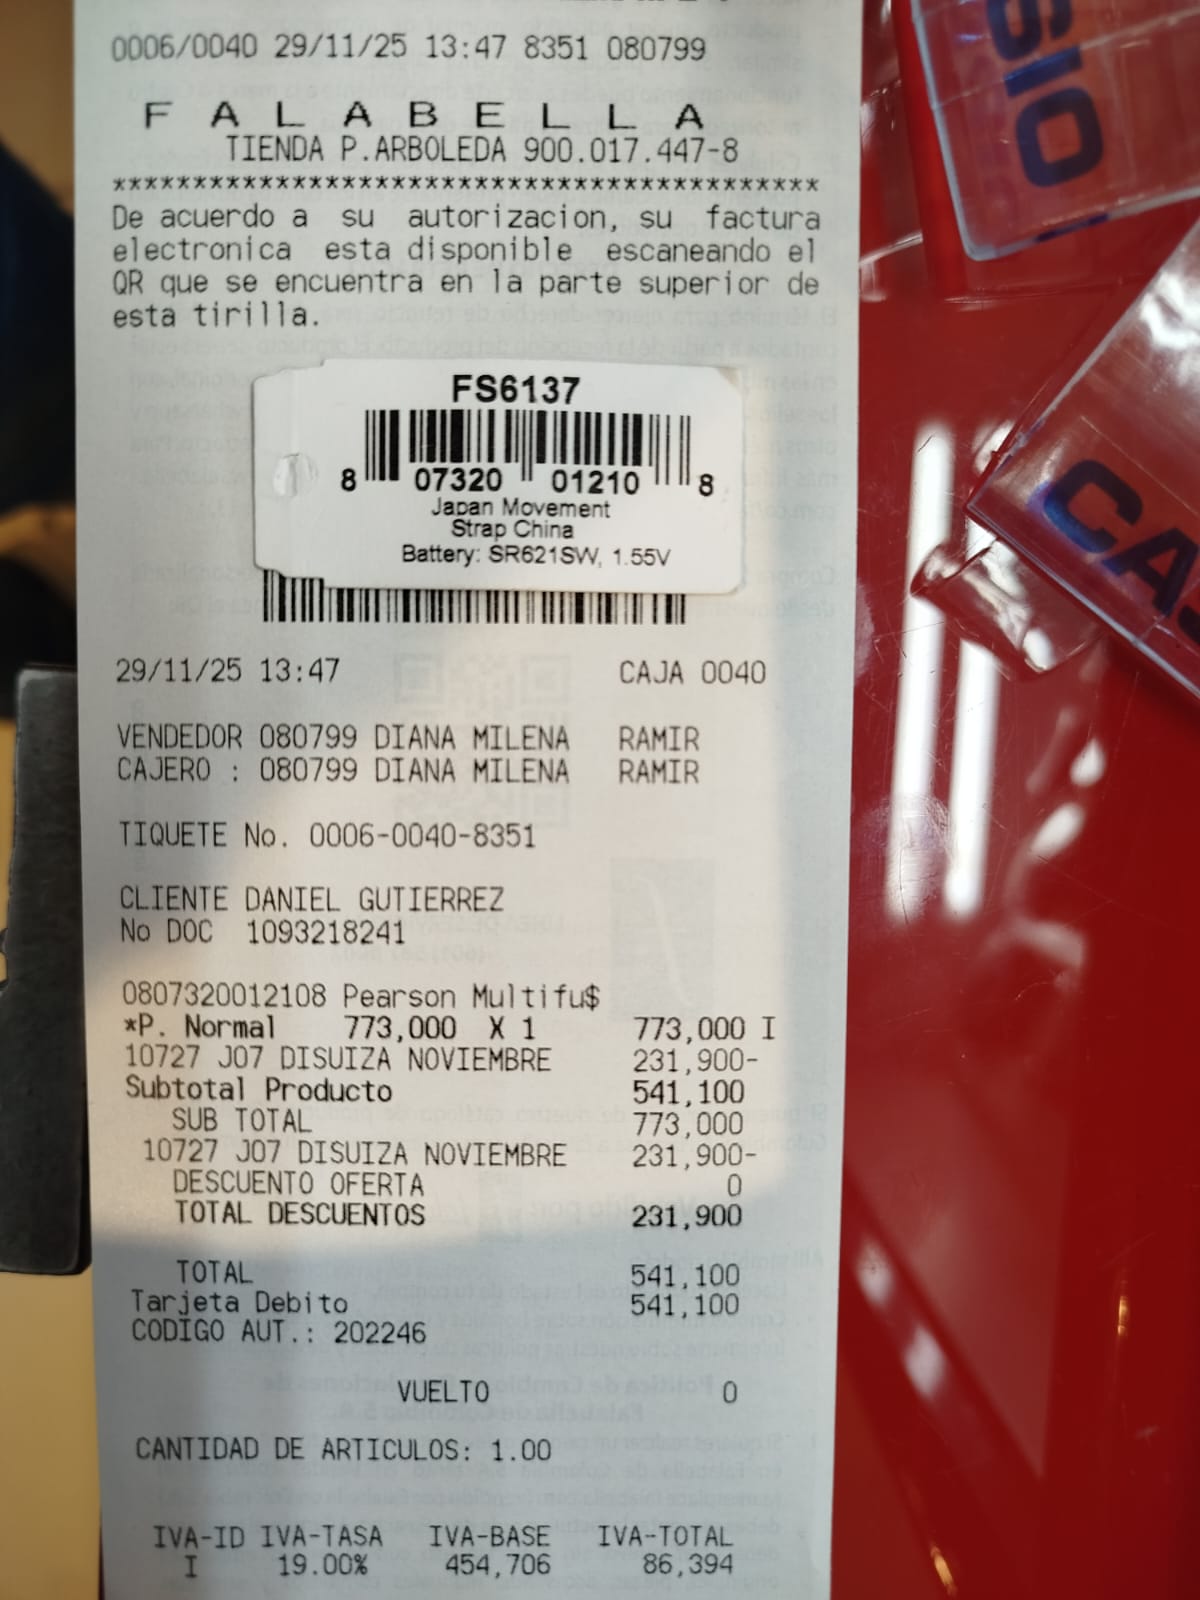 0006/0040 29/11/25 13:47 8351 080799
F A L A B E L L A
TIENDA P.ARBOLEDA 900.017.447-8
********************************************
De acuerdo a su autorizacion, su factura
electronica esta disponible escaneando el
QR que se encuentra en la parte superior de
esta tirilla.
FS6137
8 07320 01210 8
Japan Movement
Strap China
Battery: SR621SW, 1.55V
29/11/25 13:47 CAJA 0040
VENDEDOR 080799 DIANA MILENA RAMIR
CAJERO : 080799 DIANA MILENA RAMIR
TIQUETE No. 0006-0040-8351
CLIENTE DANIEL GUTIERREZ
No DOC 1093218241
0807320012108 Pearson Multifu$
*P. Normal 773,000 X 1 773,000 I
10727 J07 DISUIZA NOVIEMBRE 231,900-
Subtotal Producto 541,100
SUB TOTAL 773,000
10727 J07 DISUIZA NOVIEMBRE 231,900-
DESCUENTO OFERTA 0
TOTAL DESCUENTOS 231,900
TOTAL 541,100
Tarjeta Debito 541,100
CODIGO AUT.: 202246
VUELTO 0
CANTIDAD DE ARTICULOS: 1.00
IVA-ID IVA-TASA IVA-BASE IVA-TOTAL
I 19.00% 454,706 86,394
SIO
CAS